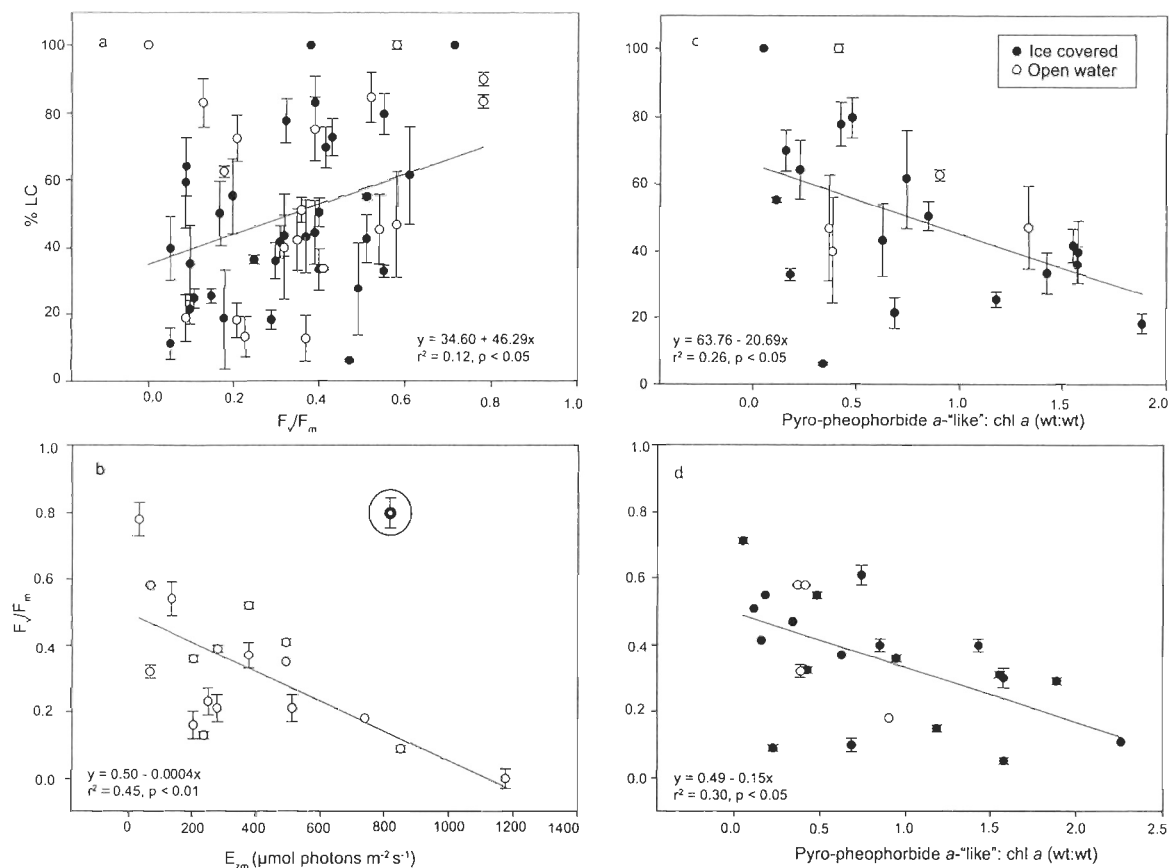 a
100
80
60
40
20
0
% LC
y = 34.60 + 46.29x
r² = 0.12, p < 0.05
0.0 0.2 0.4 0.6 0.8 1.0
Fᵥ/Fₘ
c
100
80
60
40
20
0
Ice covered
Open water
y = 63.76 - 20.69x
r² = 0.26, p < 0.05
0.0 0.5 1.0 1.5 2.0
Pyro-pheophorbide a-“like”: chl a (wt:wt)
b
1.0
0.8
0.6
0.4
0.2
0.0
Fᵥ/Fₘ
y = 0.50 - 0.0004x
r² = 0.45, p < 0.01
0 200 400 600 800 1000 1200 1400
E_zm (µmol photons m⁻² s⁻¹)
d
1.0
0.8
0.6
0.4
0.2
0.0
y = 0.49 - 0.15x
r² = 0.30, p < 0.05
0.0 0.5 1.0 1.5 2.0 2.5
Pyro-pheophorbide a-“like”: chl a (wt:wt)